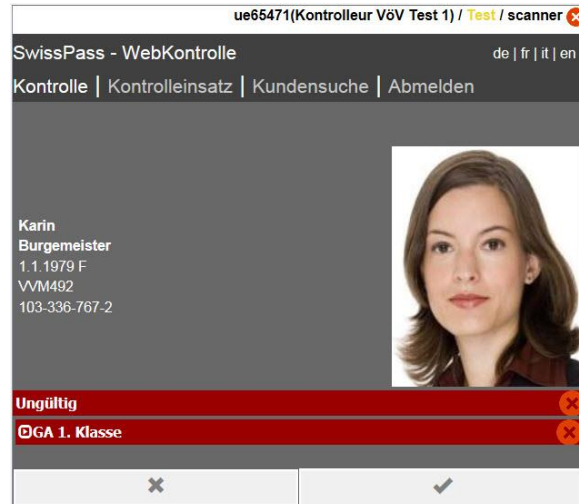 ue65471(Kontrolleur VöV Test 1) / Test / scanner
SwissPass - WebKontrolle de | fr | it | en
Kontrolle | Kontrolleinsatz | Kundensuche | Abmelden
Karin
Burgemeister
1.1.1979 F
VVM492
103-336-767-2
Ungültig
GA 1. Klasse